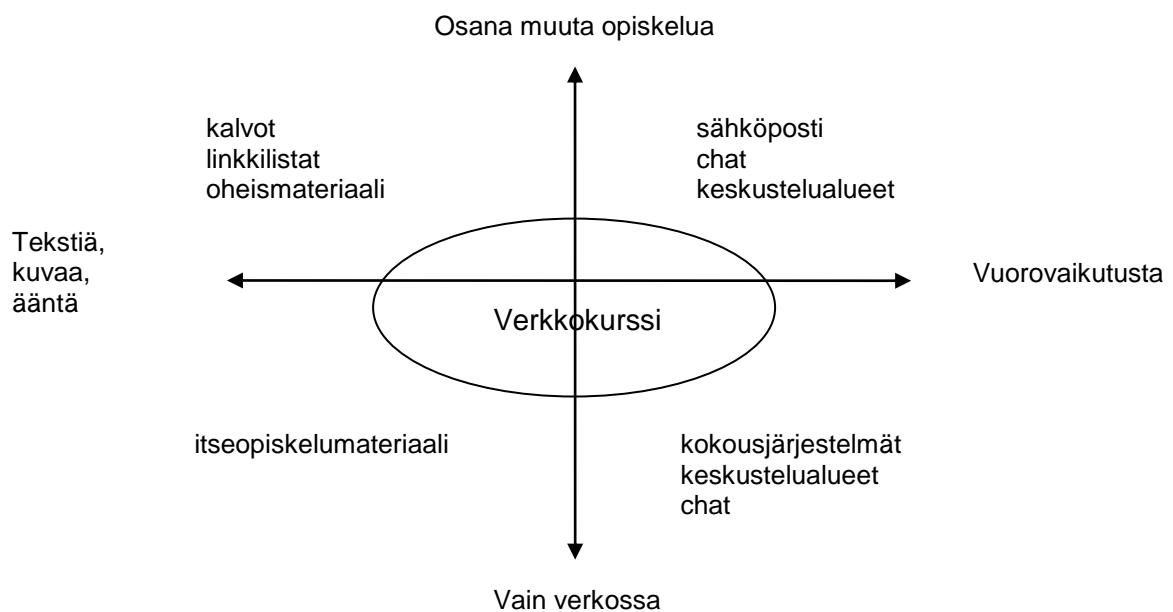 Osana muuta opiskelua
kalvot
linkkilistat
oheismateriaali
sähköposti
chat
keskustelualueet
Tekstiä,
kuvaa,
ääntä
Vuorovaikutusta
Verkkokurssi
itseopiskelumateriaali
kokousjärjestelmät
keskustelualueet
chat
Vain verkossa